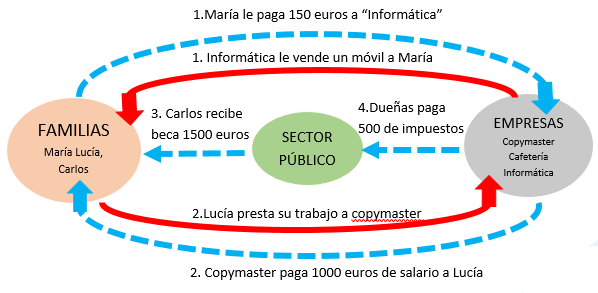 1.María le paga 150 euros a “Informática”
1. Informática le vende un móvil a María
FAMILIAS
María Lucía,
Carlos
3. Carlos recibe
beca 1500 euros
SECTOR
PÚBLICO
4.Dueñas paga
500 de impuestos
EMPRESAS
Copymaster
Cafetería
Informática
2.Lucía presta su trabajo a copymaster
2. Copymaster paga 1000 euros de salario a Lucía